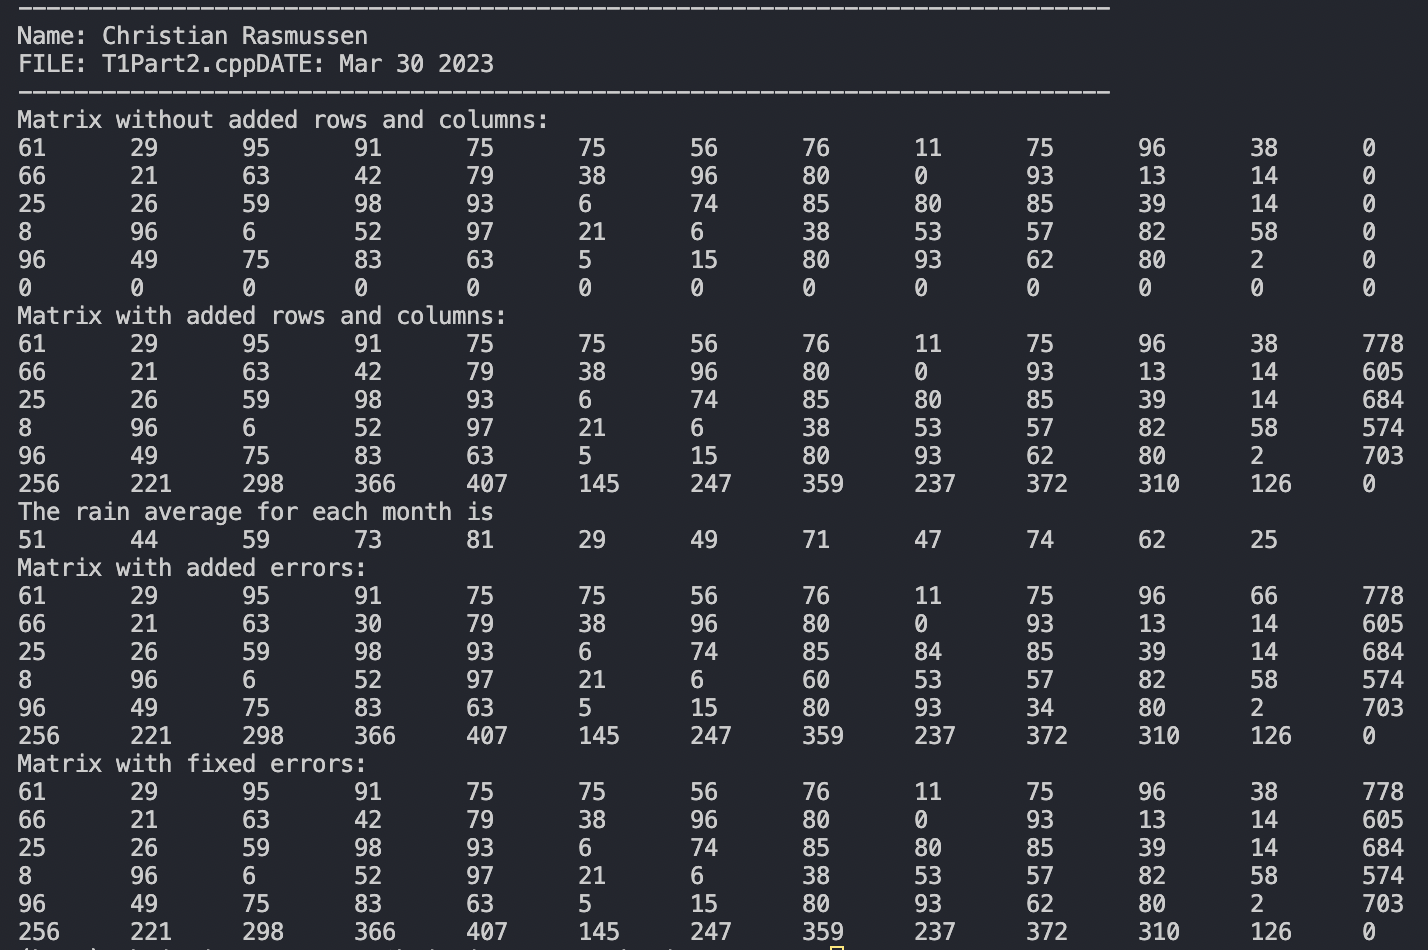 --------------------------------------------------------------------------------
Name: Christian Rasmussen
FILE: T1Part2.cppDATE: Mar 30 2023
--------------------------------------------------------------------------------
Matrix without added rows and columns:
61 29 95 91 75 75 56 76 11 75 96 38 0
66 21 63 42 79 38 96 80 0 93 13 14 0
25 26 59 98 93 6 74 85 80 85 39 14 0
8 96 6 52 97 21 6 38 53 57 82 58 0
96 49 75 83 63 5 15 80 93 62 80 2 0
0 0 0 0 0 0 0 0 0 0 0 0 0
Matrix with added rows and columns:
61 29 95 91 75 75 56 76 11 75 96 38 778
66 21 63 42 79 38 96 80 0 93 13 14 605
25 26 59 98 93 6 74 85 80 85 39 14 684
8 96 6 52 97 21 6 38 53 57 82 58 574
96 49 75 83 63 5 15 80 93 62 80 2 703
256 221 298 366 407 145 247 359 237 372 310 126 0
The rain average for each month is
51 44 59 73 81 29 49 71 47 74 62 25
Matrix with added errors:
61 29 95 91 75 75 56 76 11 75 96 66 778
66 21 63 30 79 38 96 80 0 93 13 14 605
25 26 59 98 93 6 74 85 84 85 39 14 684
8 96 6 52 97 21 6 60 53 57 82 58 574
96 49 75 83 63 5 15 80 93 34 80 2 703
256 221 298 366 407 145 247 359 237 372 310 126 0
Matrix with fixed errors:
61 29 95 91 75 75 56 76 11 75 96 38 778
66 21 63 42 79 38 96 80 0 93 13 14 605
25 26 59 98 93 6 74 85 80 85 39 14 684
8 96 6 52 97 21 6 38 53 57 82 58 574
96 49 75 83 63 5 15 80 93 62 80 2 703
256 221 298 366 407 145 247 359 237 372 310 126 0